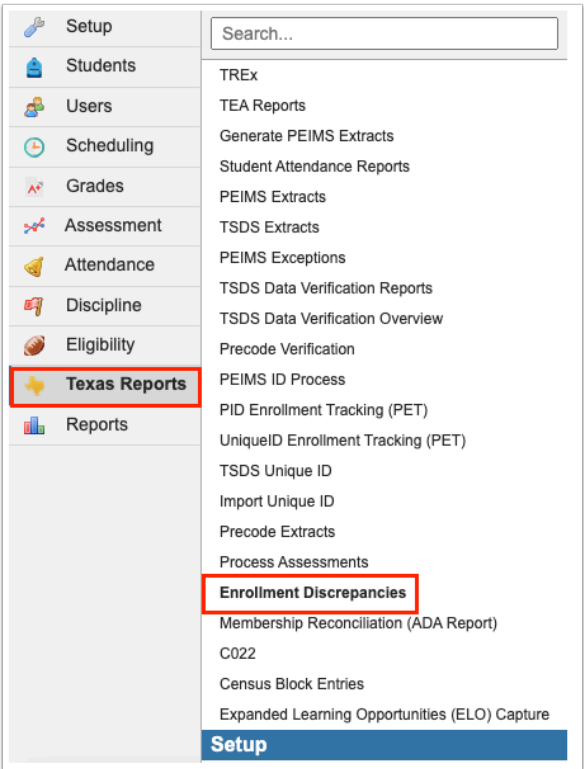 Setup
Students
Users
Scheduling
A+
Grades
Assessment
Attendance
Discipline
Eligibility
Texas Reports
Reports
Search...
TREx
TEA Reports
Generate PEIMS Extracts
Student Attendance Reports
PEIMS Extracts
TSDS Extracts
PEIMS Exceptions
TSDS Data Verification Reports
TSDS Data Verification Overview
Precode Verification
PEIMS ID Process
PID Enrollment Tracking (PET)
UniqueID Enrollment Tracking (PET)
TSDS Unique ID
Import Unique ID
Precode Extracts
Process Assessments
Enrollment Discrepancies
Membership Reconciliation (ADA Report)
C022
Census Block Entries
Expanded Learning Opportunities (ELO) Capture
Setup